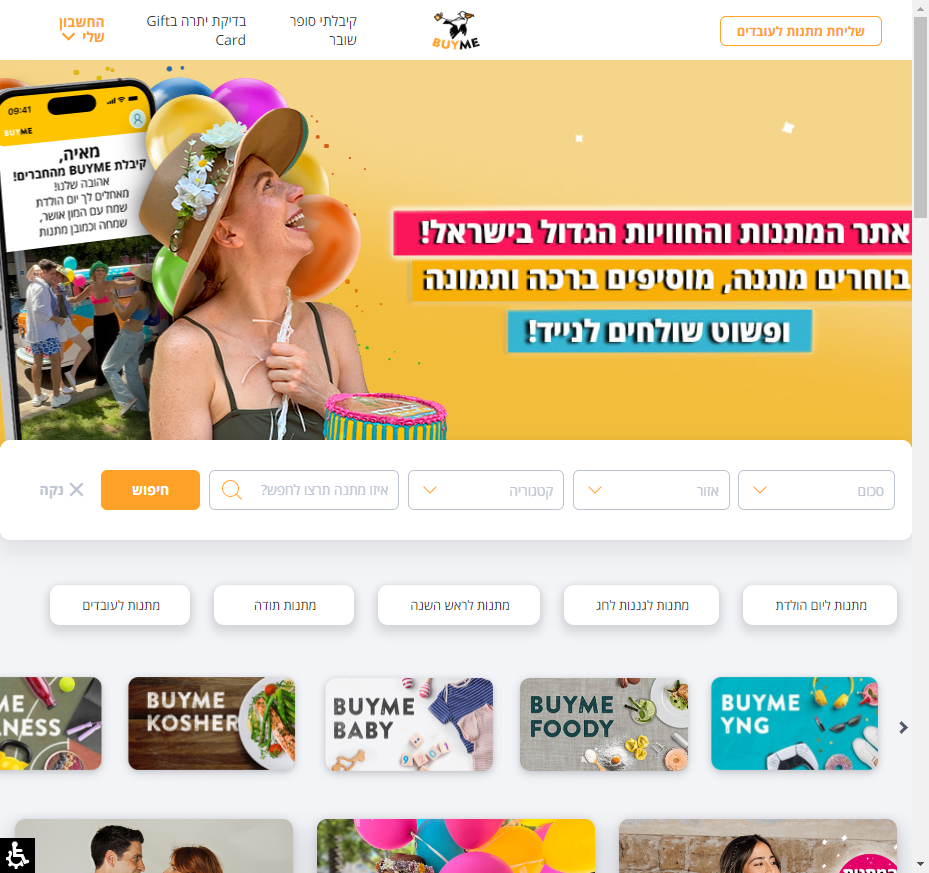 שליחת מתנות לעובדים
BUYME
קיבלתי סופר
שובר
בדיקת יתרה בGift
Card
החשבון
שלי
09:41
BUYME
מאיה,
קיבלת BUYME מהחברים!
אהובה שלנו!
מאחלים לך יום הולדת
שמח עם המון אושר,
שמחה וכמובן מתנות
אתר המתנות והחוויות הגדול בישראל!
בוחרים מתנה, מוסיפים ברכה ותמונה
ופשוט שולחים לנייד!
סכום
אזור
קטגוריה
איזו מתנה תרצו לחפש?
חיפוש
נקה
מתנות ליום הולדת
מתנות לגננות לחג
מתנות לראש השנה
מתנות תודה
מתנות לעובדים
BUYME
YNG
BUYME
FOODY
BUYME
BABY
BUYME
KOSHER